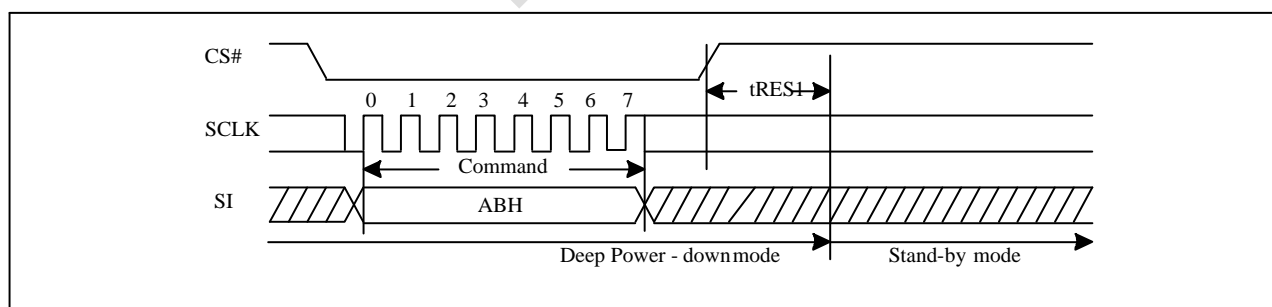 CS#
tRES1
0 1 2 3 4 5 6 7
SCLK
Command
SI
ABH
Deep Power - down mode Stand-by mode